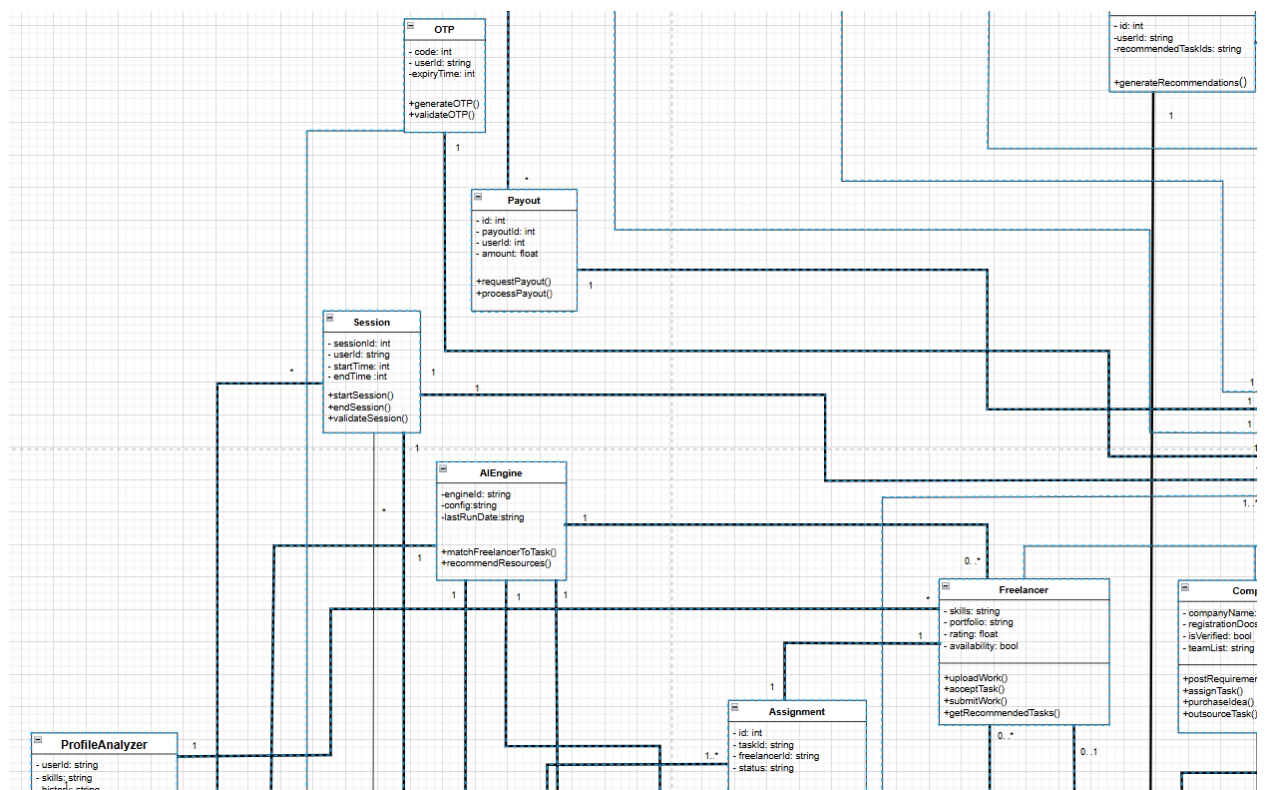 OTP
- code: int
- userId: string
-expiryTime: int
+generateOTP()
+validateOTP()
1
- id: int
-userId: string
-recommendedTaskIds: string
+generateRecommendations()
1
*
Payout
- id: int
- payoutId: int
- userId: int
- amount: float
+requestPayout()
+processPayout()
1
Session
- sessionId: int
- userId: string
- startTime: int
- endTime :int
+startSession()
+endSession()
+validateSession()
*
1
1
1
*
1
1
1
1..
AIEngine
-engineId: string
-config:string
-lastRunDate:string
+matchFreelancerToTask()
+recommendResources()
1
1
1
1
1
0..*
Freelancer
- skills: string
- portfolio: string
- rating: float
- availability: bool
+uploadWork()
+acceptTask()
+submitWork()
+getRecommendedTasks()
*
1
0..*
0..1
Comp
- companyName:
- registrationDocs
- isVerified: bool
- teamList: string
+postRequiremen
+assignTask()
+purchaseIdea()
+outsourceTask()
1
Assignment
- id: int
- taskId: string
- freelancerId: string
- status: string
1..*
ProfileAnalyzer
- userId: string
- skills: string
1